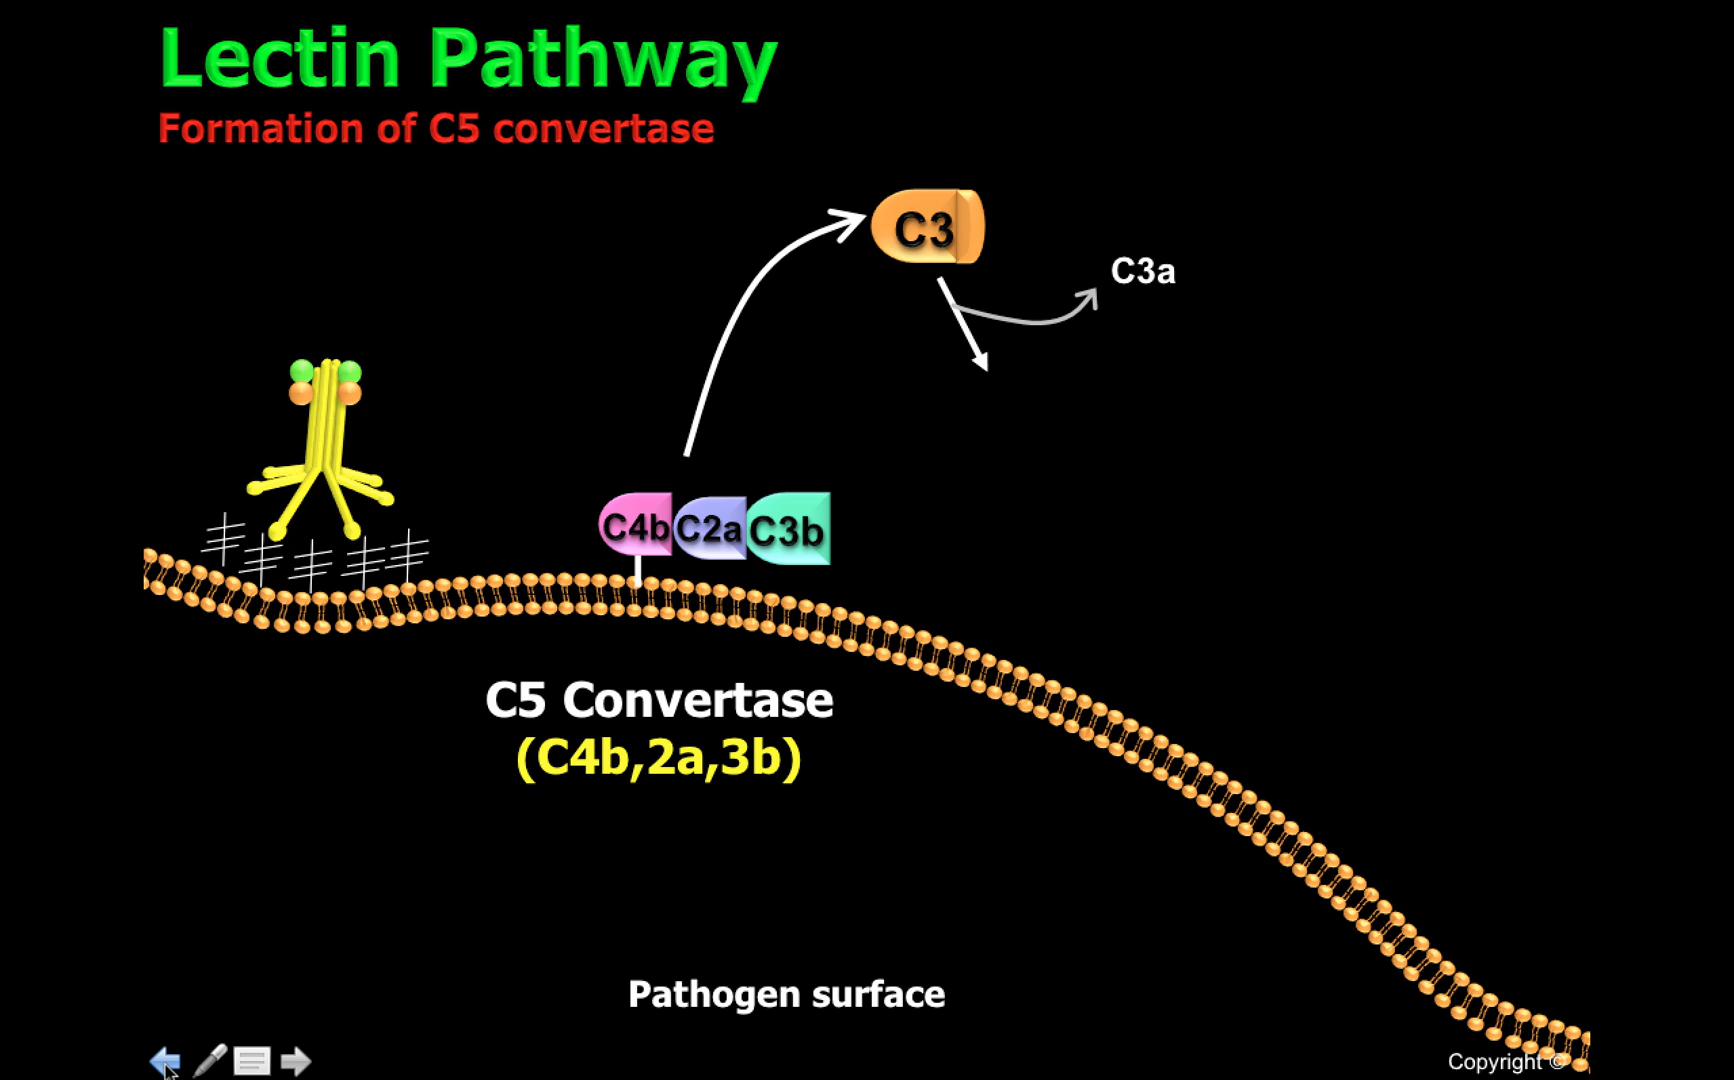 Lectin Pathway
Formation of C5 convertase
C3
C3a
C4b C2a C3b
C5 Convertase
(C4b,2a,3b)
Pathogen surface
Copyright ©